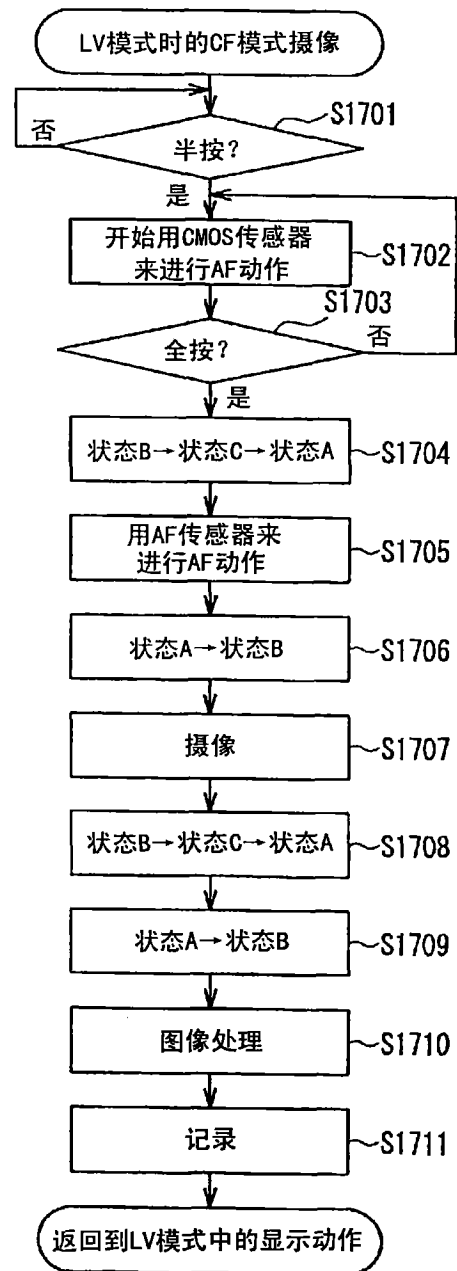 LV模式时的CF模式摄像
S1701
否
半按?
是
开始用CMOS传感器
来进行AF动作
S1702
S1703
全按?
否
是
状态B→状态C→状态A
S1704
用AF传感器来
进行AF动作
S1705
状态A→状态B
S1706
摄像
S1707
状态B→状态C→状态A
S1708
状态A→状态B
S1709
图像处理
S1710
记录
S1711
返回到LV模式中的显示动作